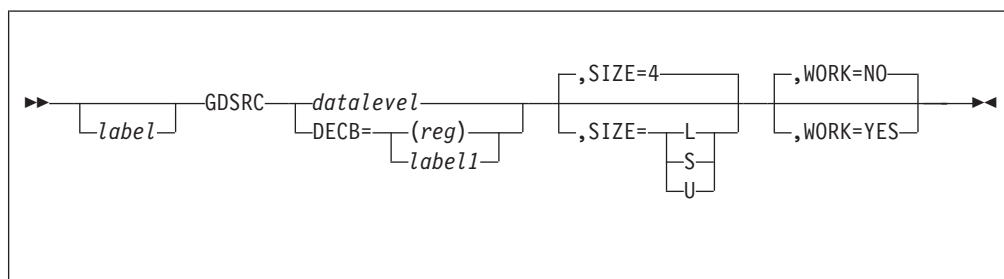 ,SIZE=4 ,WORK=NO
GDSRC datalevel
label DECB= (reg) ,SIZE= L ,WORK=YES
label1 S
U